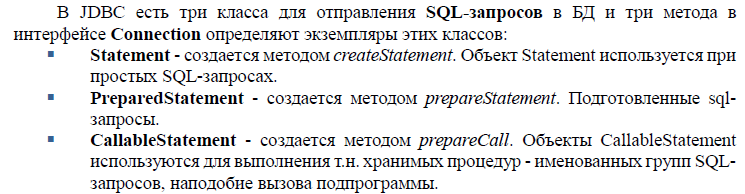 В JDBC есть три класса для отправления SQL-запросов в БД и три метода в
интерфейсе Connection определяют экземпляры этих классов:
▪ Statement - создается методом createStatement. Объект Statement используется при
простых SQL-запросах.
▪ PreparedStatement - создается методом prepareStatement. Подготовленные sql-
запросы.
▪ CallableStatement - создается методом prepareCall. Объекты CallableStatement
используются для выполнения т.н. хранимых процедур - именованных групп SQL-
запросов, наподобие вызова подпрограммы.